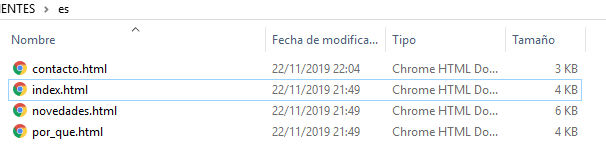 IENTES > es
Nombre Fecha de modifica... Tipo Tamaño
contacto.html 22/11/2019 22:04 Chrome HTML Do... 3 KB
index.html 22/11/2019 21:49 Chrome HTML Do... 4 KB
novedades.html 22/11/2019 21:49 Chrome HTML Do... 6 KB
por_que.html 22/11/2019 21:49 Chrome HTML Do... 4 KB